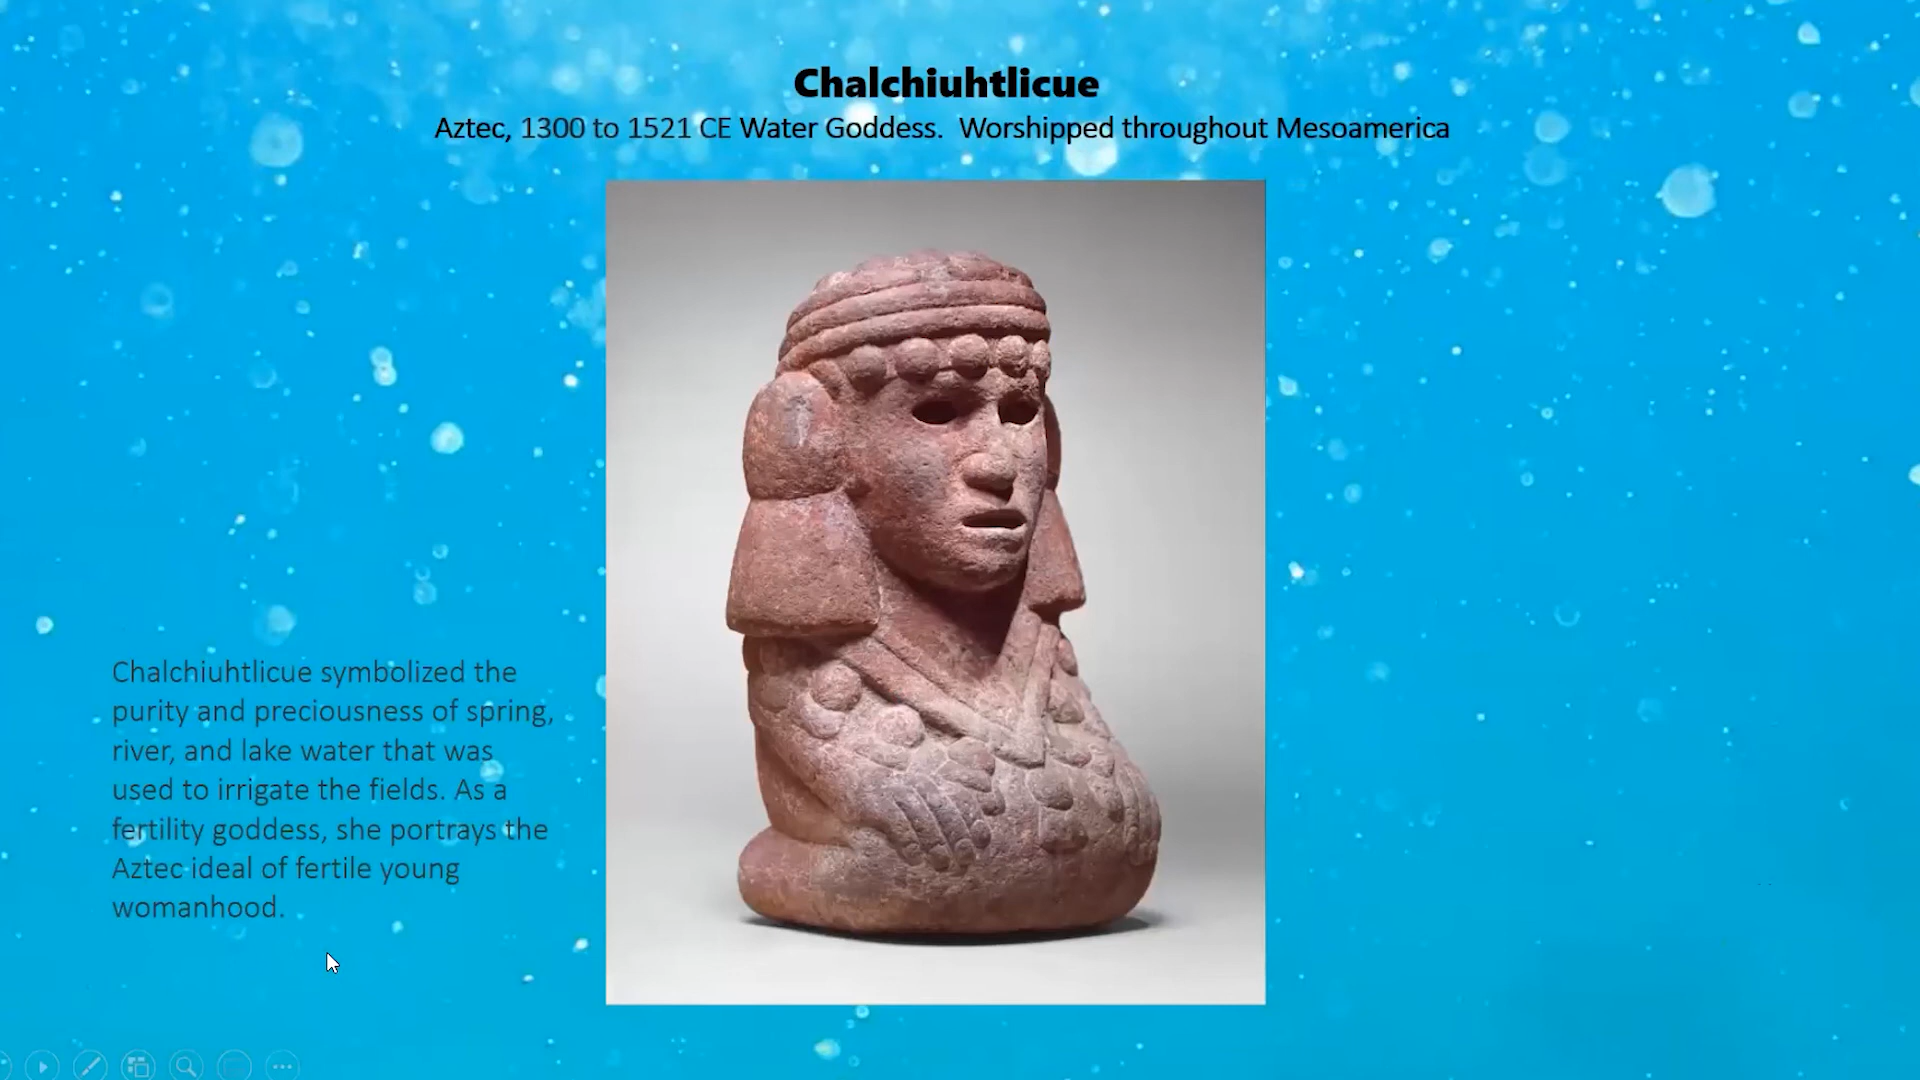 Chalchiuhtlicue
Aztec, 1300 to 1521 CE Water Goddess.  Worshipped throughout Mesoamerica
Chalchiuhtlicue symbolized the
purity and preciousness of spring,
river, and lake water that was
used to irrigate the fields. As a
fertility goddess, she portrays the
Aztec ideal of fertile young
womanhood.